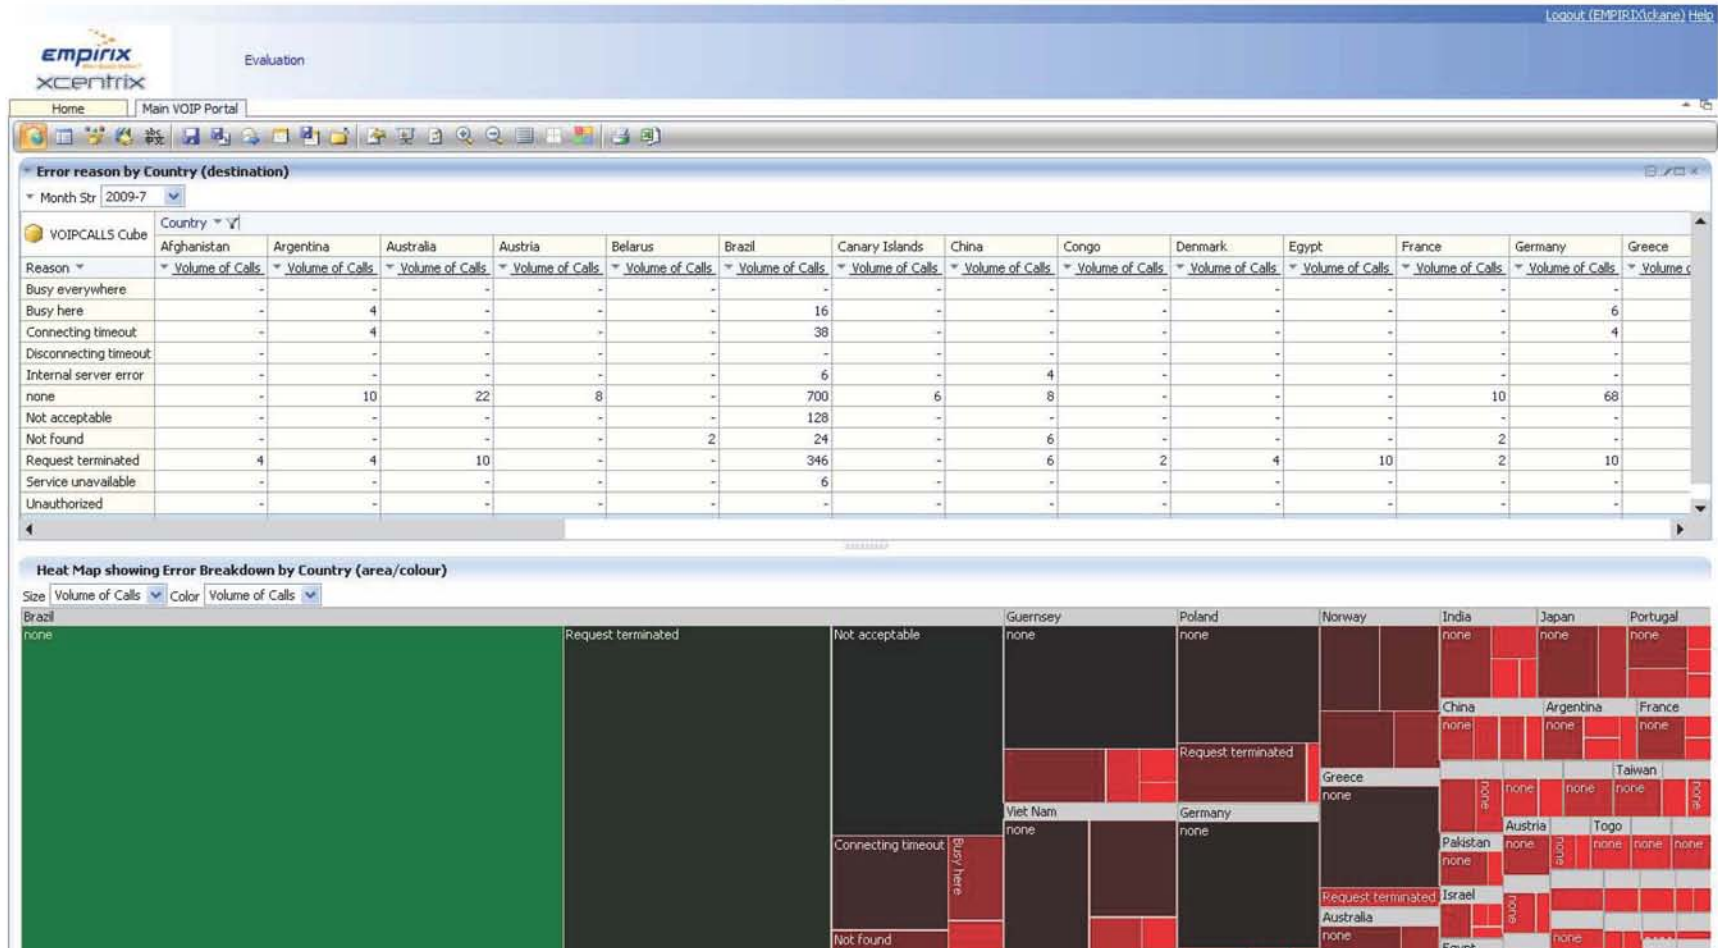 Logout (EMPIRIX\ckane) Help
EMPIRIX
xcentrix
Evaluation
Home Main VOIP Portal
Error reason by Country (destination)
Month Str 2009-7
VOIPCALLS Cube Country
Afghanistan Argentina Australia Austria Belarus Brazil Canary Islands China Congo Denmark Egypt France Germany Greece
Reason Volume of Calls Volume of Calls Volume of Calls Volume of Calls Volume of Calls Volume of Calls Volume of Calls Volume of Calls Volume of Calls Volume of Calls Volume of Calls Volume of Calls Volume of Calls Volume c
Busy everywhere - - - - - - - - - - - - -
Busy here - 4 - - - 16 - - - - - - 6
Connecting timeout - 4 - - - 38 - - - - - - 4
Disconnecting timeout - - - - - - - - - - - - -
Internal server error - - - - - 6 - 4 - - - - -
none - 10 22 8 - 700 6 8 - - - 10 68
Not acceptable - - - - - 128 - - - - - - -
Not found - - - - 2 24 - 6 - - - 2 -
Request terminated 4 4 10 - - 346 - 6 2 4 10 2 10
Service unavailable - - - - - 6 - - - - - - -
Unauthorized - - - - - - - - - - - - -
Heat Map showing Error Breakdown by Country (area/colour)
Size Volume of Calls Color Volume of Calls
Brazil Guernsey Poland Norway India Japan Portugal
none Request terminated Not acceptable none none none none none
China Argentina France
none none none
Request terminated
Greece Taiwan
none none none none none none
Viet Nam Germany
none none
Austria Togo
Connecting timeout Busy here Pakistan none none none none none
none
Request terminated Israel
none
Australia
Not found none none
Egypt